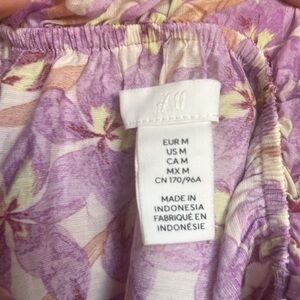 H&M
EUR M
US M
CA M
MX M
CN 170/96A
MADE IN
INDONESIA
FABRIQUÉ EN
INDONÉSIE